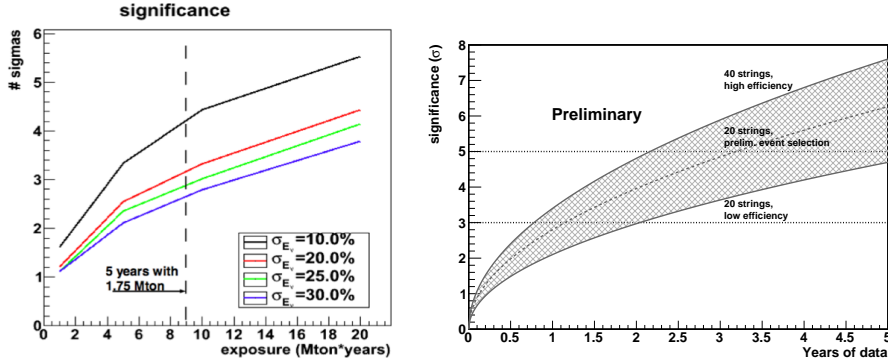 significance
# sigmas
6
5
4
3
2
1
0
5 years with
1.75 Mton
σ_Eν=10.0%
σ_Eν=20.0%
σ_Eν=25.0%
σ_Eν=30.0%
0 2 4 6 8 10 12 14 16 18 20
exposure (Mton*years)
significance (σ)
8
7
6
5
4
3
2
1
0
40 strings,
high efficiency
Preliminary
20 strings,
prelim. event selection
20 strings,
low efficiency
0 0.5 1 1.5 2 2.5 3 3.5 4 4.5 5
Years of data